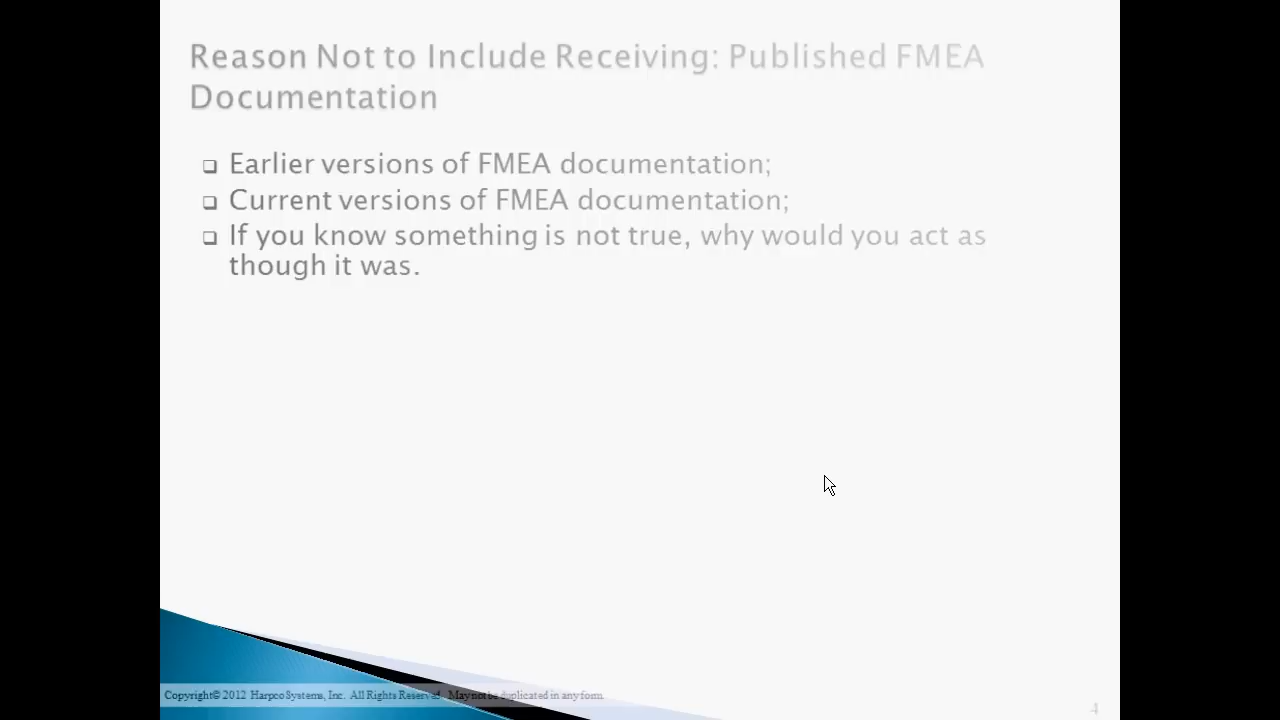 Reason Not to Include Receiving: Published FMEA
Documentation
Earlier versions of FMEA documentation;
Current versions of FMEA documentation;
If you know something is not true, why would you act as
though it was.
Copyright© 2012 Harpco Systems, Inc. All Rights Reserved. May not be duplicated in any form.
4